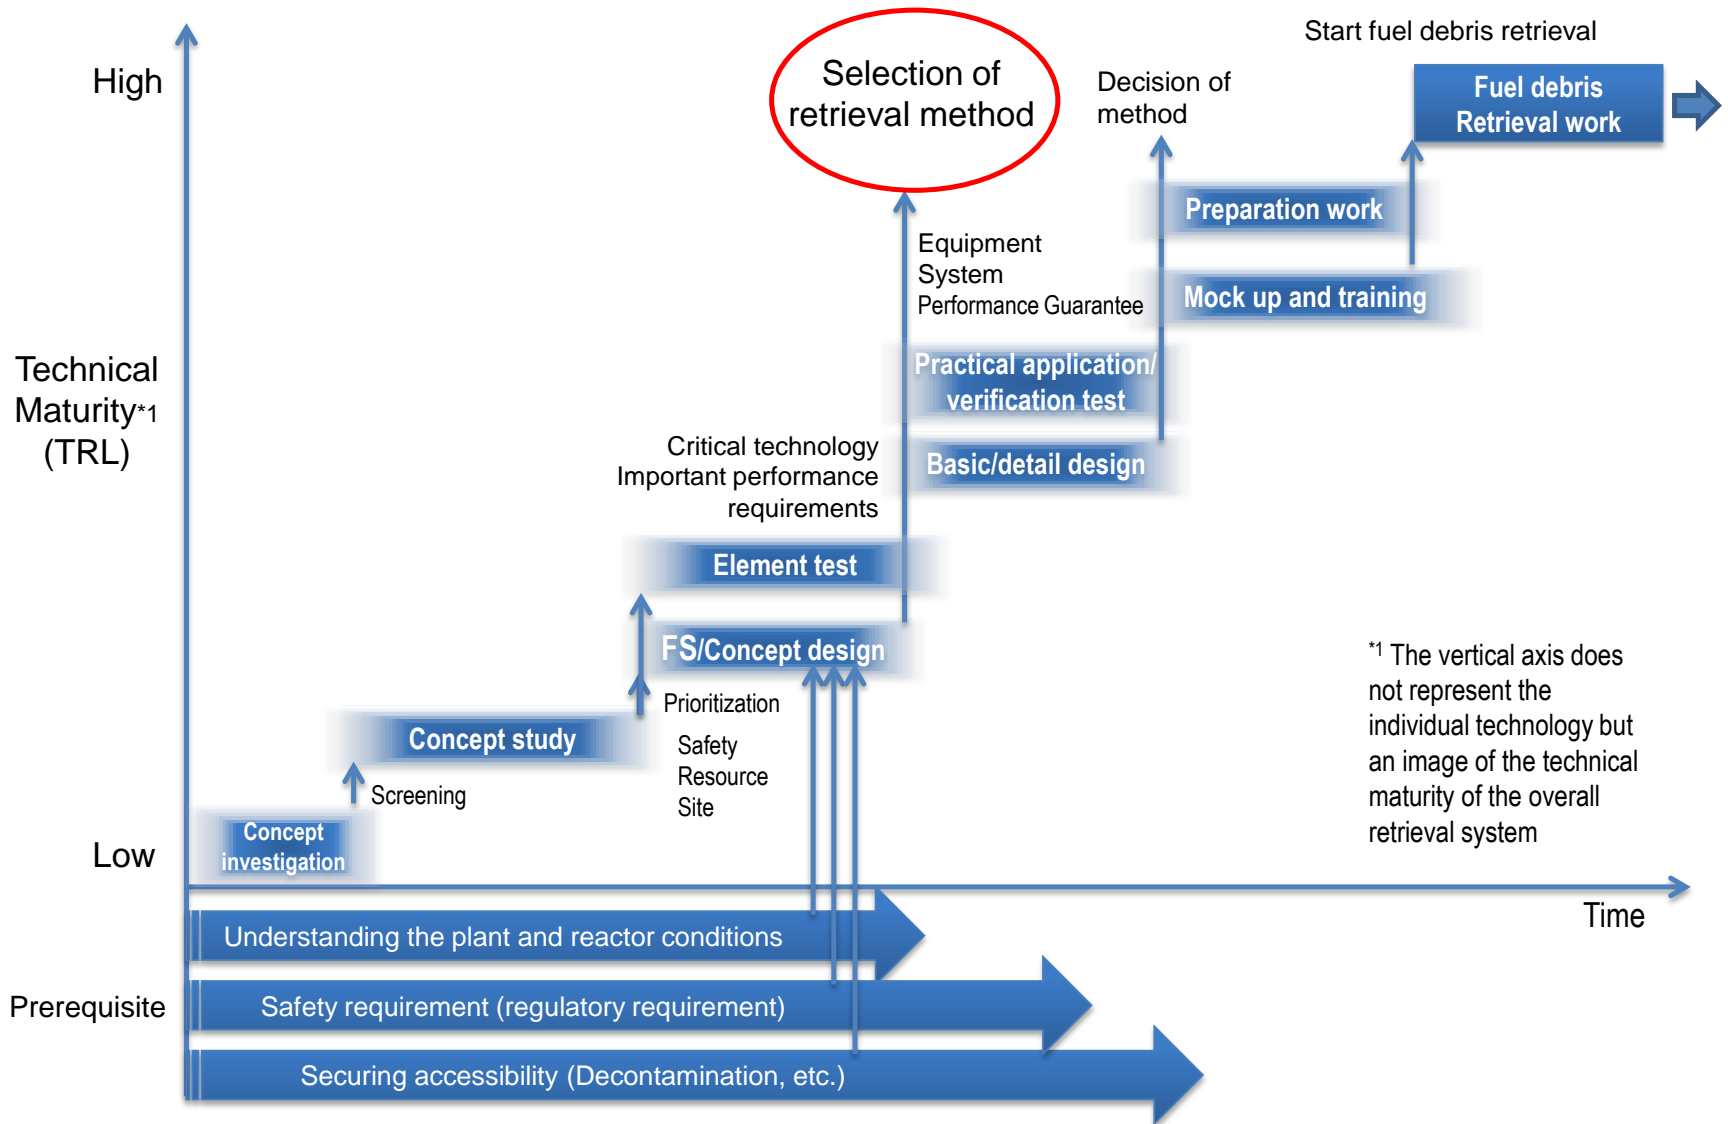 Start fuel debris retrieval
High
Selection of
retrieval method
Decision of
method
Fuel debris
Retrieval work
Preparation work
Equipment
System
Performance Guarantee
Mock up and training
Technical
Maturity*1
(TRL)
Practical application/
verification test
Critical technology
Important performance
requirements
Basic/detail design
Element test
FS/Concept design
*1 The vertical axis does
not represent the
individual technology but
an image of the technical
maturity of the overall
retrieval system
Prioritization
Safety
Resource
Site
Concept study
Screening
Concept
investigation
Low
Time
Understanding the plant and reactor conditions
Prerequisite
Safety requirement (regulatory requirement)
Securing accessibility (Decontamination, etc.)